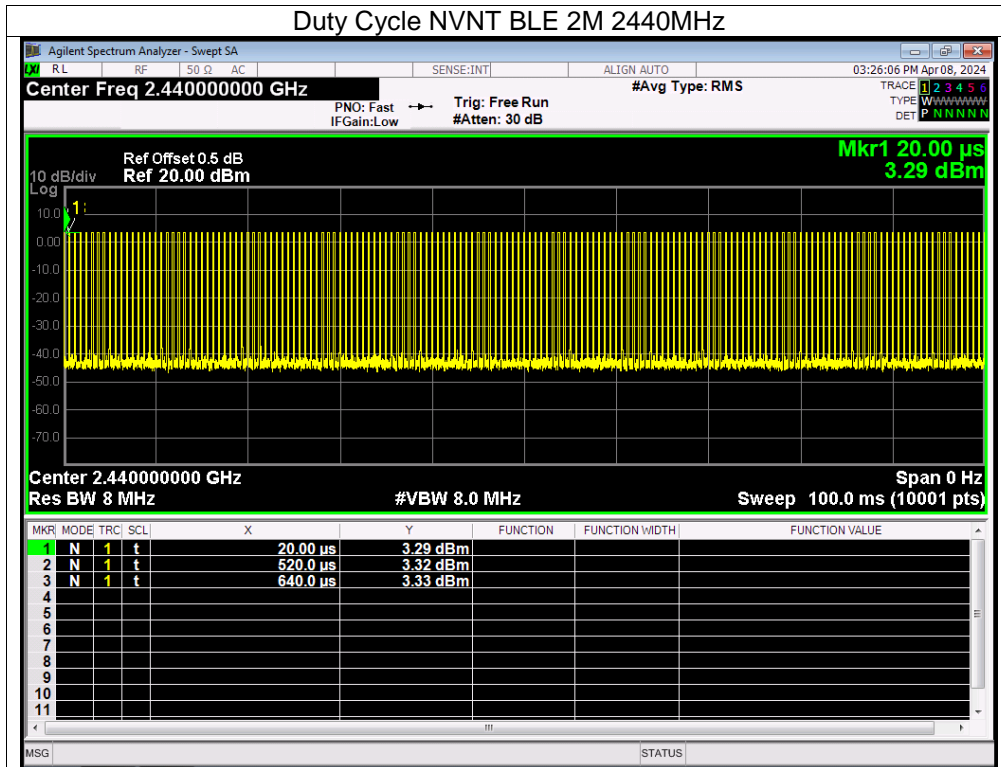 Duty Cycle NVNT BLE 2M 2440MHz
Agilent Spectrum Analyzer - Swept SA
LXI RL RF 50 Ω AC SENSE:INT ALIGN AUTO 03:26:06 PM Apr 08, 2024
Center Freq 2.440000000 GHz
#Avg Type: RMS
TRACE 1 2 3 4 5 6
TYPE WWWWWW
DET P N N N N N
PNO: Fast
IFGain:Low
Trig: Free Run
#Atten: 30 dB
Mkr1 20.00 µs
3.29 dBm
Ref Offset 0.5 dB
10 dB/div Ref 20.00 dBm
Log
1
10.0
0.00
-10.0
-20.0
-30.0
-40.0
-50.0
-60.0
-70.0
Center 2.440000000 GHz Span 0 Hz
Res BW 8 MHz #VBW 8.0 MHz Sweep 100.0 ms (10001 pts)
MKR MODE TRC SCL X Y FUNCTION FUNCTION WIDTH FUNCTION VALUE
1 N 1 t 20.00 µs 3.29 dBm
2 N 1 t 520.0 µs 3.32 dBm
3 N 1 t 640.0 µs 3.33 dBm
4
5
6
7
8
9
10
11
MSG STATUS